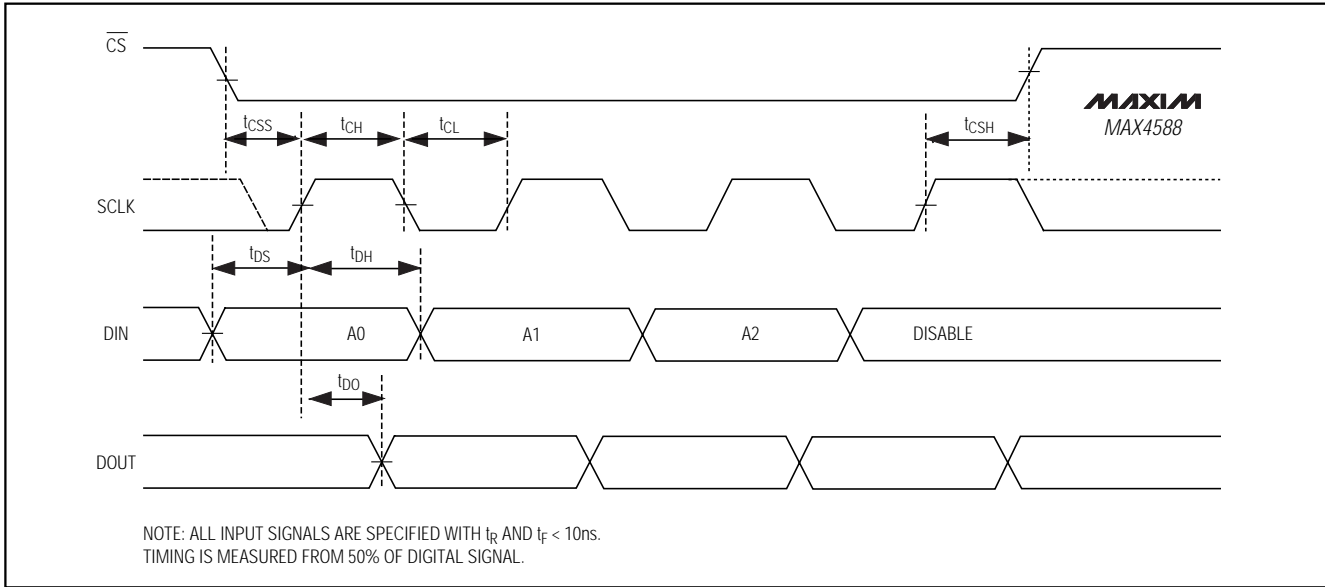 CS
MAXIM
MAX4588
tCSS
tCH
tCL
tCSH
SCLK
tDS
tDH
DIN
A0
A1
A2
DISABLE
tDO
DOUT
NOTE: ALL INPUT SIGNALS ARE SPECIFIED WITH tR AND tF < 10ns.
TIMING IS MEASURED FROM 50% OF DIGITAL SIGNAL.